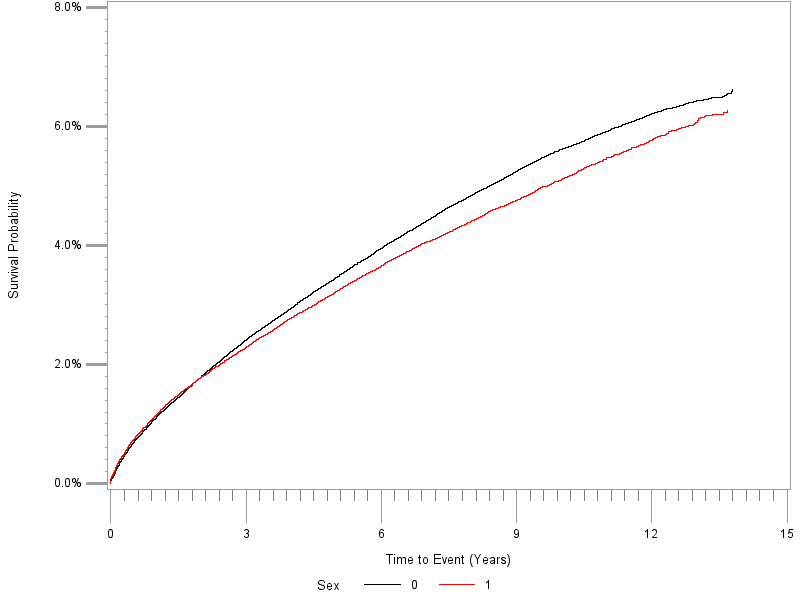 8.0%
6.0%
4.0%
2.0%
0.0%
Survival Probability
0 3 6 9 12 15
Time to Event (Years)
Sex 0 1